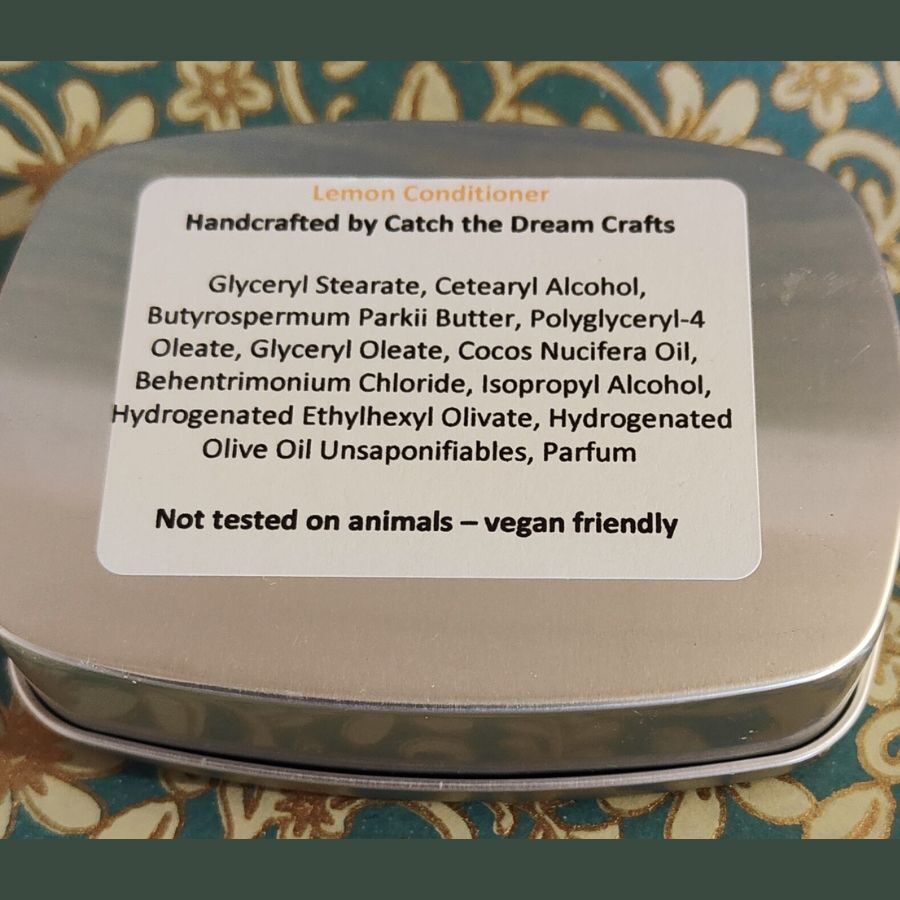 Lemon Conditioner
Handcrafted by Catch the Dream Crafts
Glyceryl Stearate, Cetearyl Alcohol,
Butyrospermum Parkii Butter, Polyglyceryl-4
Oleate, Glyceryl Oleate, Cocos Nucifera Oil,
Behentrimonium Chloride, Isopropyl Alcohol,
Hydrogenated Ethylhexyl Olivate, Hydrogenated
Olive Oil Unsaponifiables, Parfum
Not tested on animals – vegan friendly